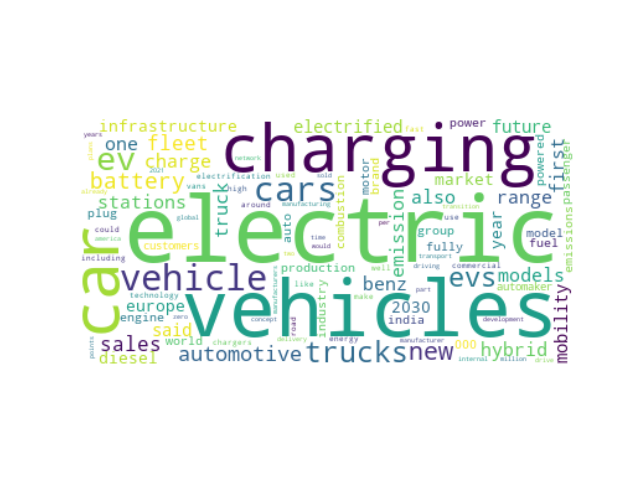 infrastructure
electrified
fast
power
future
years
charging
one
fleet
ev
charge
network
motor
brand
market
powered
first
passenger
battery
2021
electrification
used
sold
vans
high
cars
stations
truck
also
range
plug
around
manufacturing
combustion
emission
per
year
already
could
america
global
electric
auto
time
would
group
use
model
emissions
customers
two
fully
fuel
including
production
well
transport
driving
commercial
car
vehicle
like
make
benz
evs
models
technology
manufacturers
industry
part
automaker
europe
zero
concept
road
vehicles
2030
transition
engine
india
development
mobility
points
said
sales
world
chargers
energy
manufacturer
000
new
hybrid
diesel
automotive
delivery
trucks
internal
million
drive